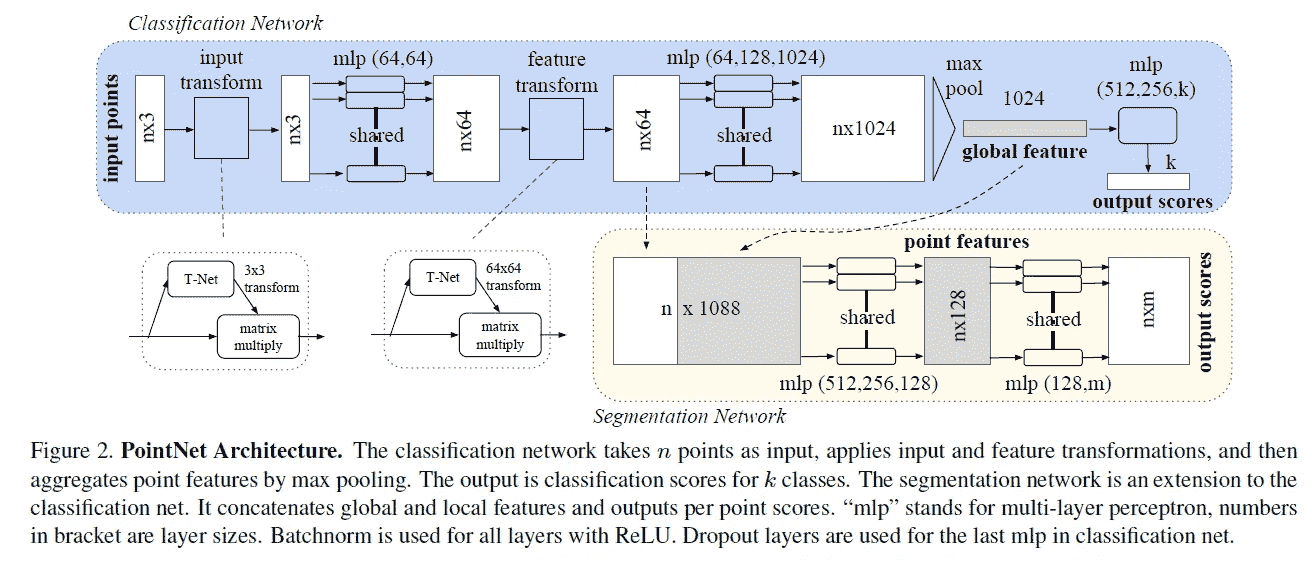 Classification Network
input points
nx3
input
transform
nx3
mlp (64,64)
shared
nx64
feature
transform
nx64
mlp (64,128,1024)
shared
nx1024
max
pool
1024
global feature
mlp
(512,256,k)
k
output scores
T-Net
3x3
transform
matrix
multiply
T-Net
64x64
transform
matrix
multiply
point features
n x 1088
shared
mlp (512,256,128)
nx128
shared
mlp (128,m)
nxm
output scores
Segmentation Network
Figure 2. PointNet Architecture. The classification network takes n points as input, applies input and feature transformations, and then
aggregates point features by max pooling. The output is classification scores for k classes. The segmentation network is an extension to the
classification net. It concatenates global and local features and outputs per point scores. “mlp” stands for multi-layer perceptron, numbers
in bracket are layer sizes. Batchnorm is used for all layers with ReLU. Dropout layers are used for the last mlp in classification net.